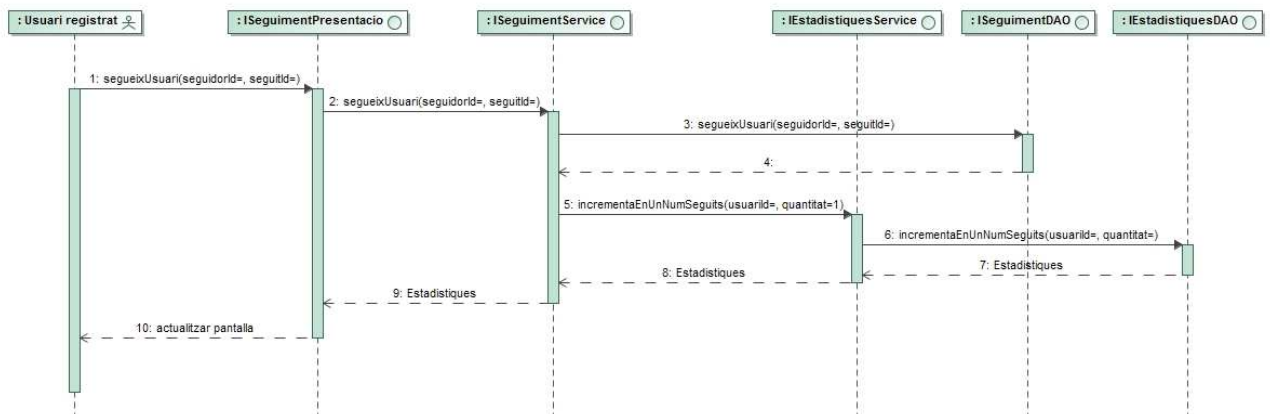 : Usuari registrat
: ISeguimentPresentacio
: ISeguimentService
: IEstadistiquesService
: ISeguimentDAO
: IEstadistiquesDAO
1: segueixUsuari(seguidorId=, seguitId=)
2: segueixUsuari(seguidorId=, seguitId=)
3: segueixUsuari(seguidorId=, seguitId=)
4:
5: incrementaEnUnNumSeguits(usuariId=, quantitat=1)
6: incrementaEnUnNumSeguits(usuariId=, quantitat=)
7: Estadistiques
8: Estadistiques
9: Estadistiques
10: actualitzar pantalla